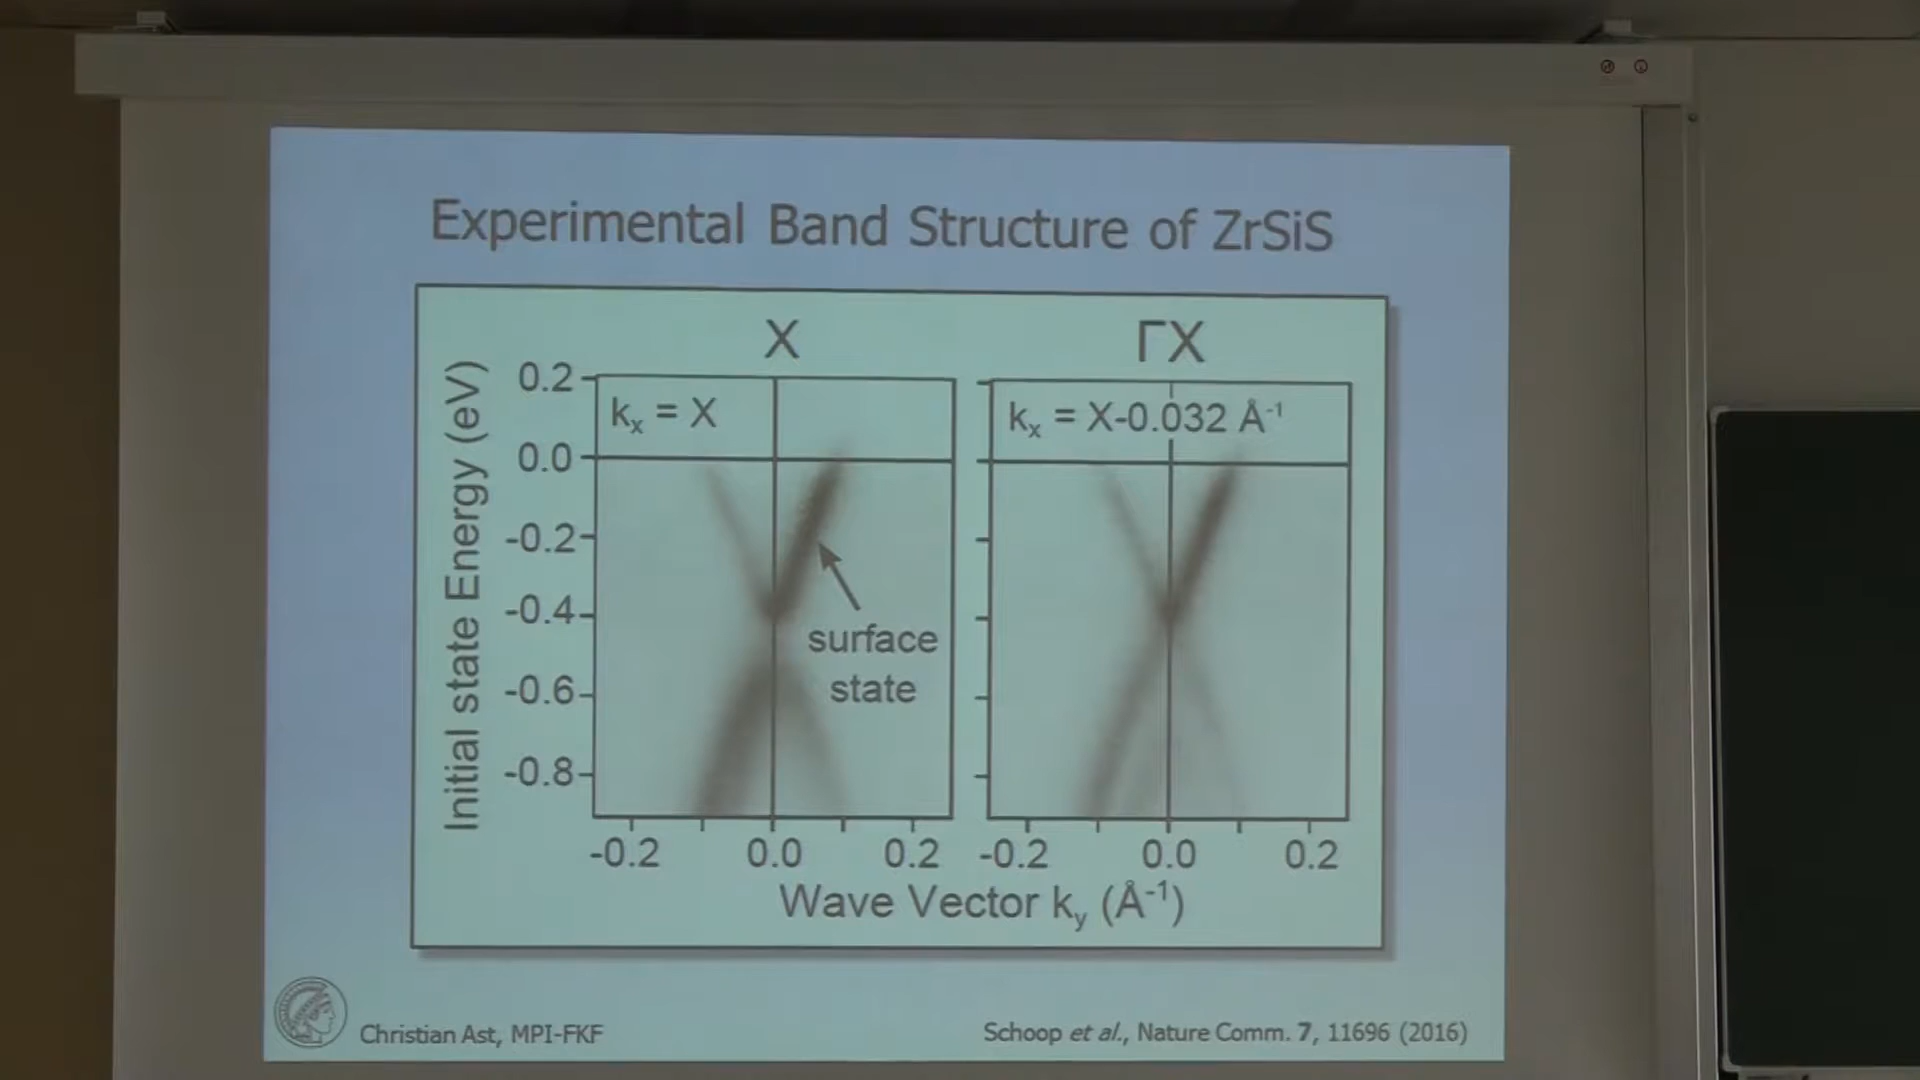 Experimental Band Structure of ZrSiS
X
ΓX
Initial state Energy (eV)
0.2
0.0
-0.2
-0.4
-0.6
-0.8
kₓ = X
kₓ = X-0.032 Å⁻¹
surface
state
-0.2 0.0 0.2 -0.2 0.0 0.2
Wave Vector kᵧ (Å⁻¹)
Christian Ast, MPI-FKF
Schoop et al., Nature Comm. 7, 11696 (2016)